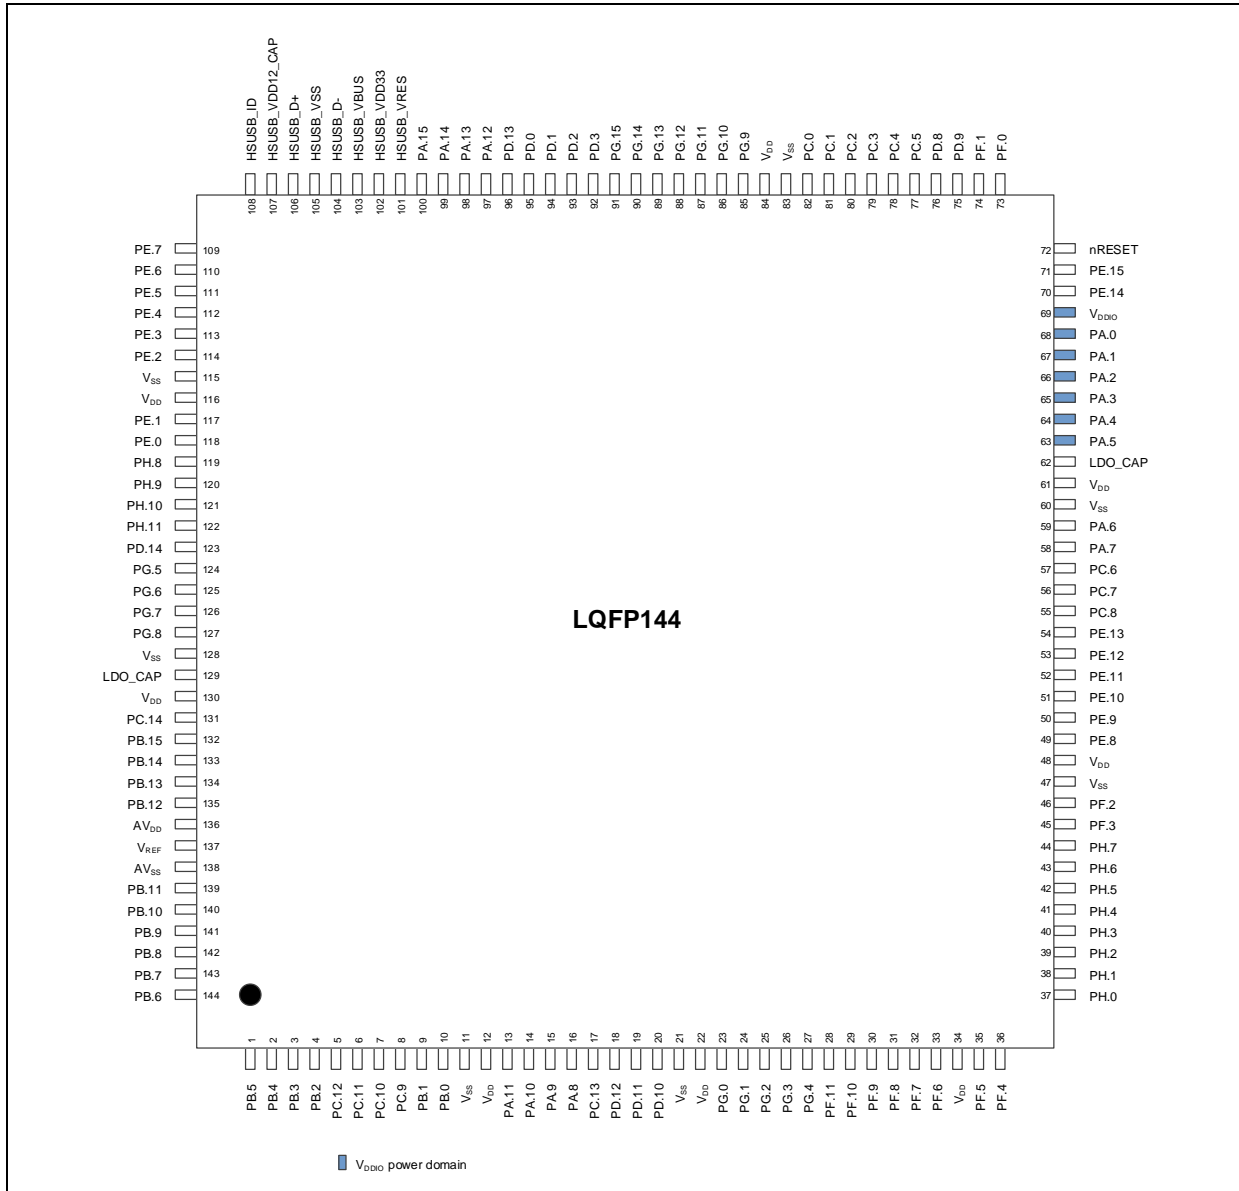 HSUSB_ID
HSUSB_VDD12_CAP
HSUSB_D+
HSUSB_VSS
HSUSB_D-
HSUSB_VBUS
HSUSB_VDD33
HSUSB_VRES
PA.15
PA.14
PA.13
PA.12
PD.13
PD.0
PD.1
PD.2
PD.3
PG.15
PG.14
PG.13
PG.12
PG.11
PG.10
PG.9
VDD
VSS
PC.0
PC.1
PC.2
PC.3
PC.4
PC.5
PD.8
PD.9
PF.1
PF.0
108 107 106 105 104 103 102 101 100 99 98 97 96 95 94 93 92 91 90 89 88 87 86 85 84 83 82 81 80 79 78 77 76 75 74 73
PE.7 109
PE.6 110
PE.5 111
PE.4 112
PE.3 113
PE.2 114
VSS 115
VDD 116
PE.1 117
PE.0 118
PH.8 119
PH.9 120
PH.10 121
PH.11 122
PD.14 123
PG.5 124
PG.6 125
PG.7 126
PG.8 127
VSS 128
LDO_CAP 129
VDD 130
PC.14 131
PB.15 132
PB.14 133
PB.13 134
PB.12 135
AVDD 136
VREF 137
AVSS 138
PB.11 139
PB.10 140
PB.9 141
PB.8 142
PB.7 143
PB.6 144
LQFP144
72 nRESET
71 PE.15
70 PE.14
69 VDDIO
68 PA.0
67 PA.1
66 PA.2
65 PA.3
64 PA.4
63 PA.5
62 LDO_CAP
61 VDD
60 VSS
59 PA.6
58 PA.7
57 PC.6
56 PC.7
55 PC.8
54 PE.13
53 PE.12
52 PE.11
51 PE.10
50 PE.9
49 PE.8
48 VDD
47 VSS
46 PF.2
45 PF.3
44 PH.7
43 PH.6
42 PH.5
41 PH.4
40 PH.3
39 PH.2
38 PH.1
37 PH.0
1 2 3 4 5 6 7 8 9 10 11 12 13 14 15 16 17 18 19 20 21 22 23 24 25 26 27 28 29 30 31 32 33 34 35 36
PB.5
PB.4
PB.3
PB.2
PC.12
PC.11
PC.10
PC.9
PB.1
PB.0
VSS
VDD
PA.11
PA.10
PA.9
PA.8
PC.13
PD.12
PD.11
PD.10
VSS
VDD
PG.0
PG.1
PG.2
PG.3
PG.4
PF.11
PF.10
PF.9
PF.8
PF.7
PF.6
VDD
PF.5
PF.4
VDDIO power domain